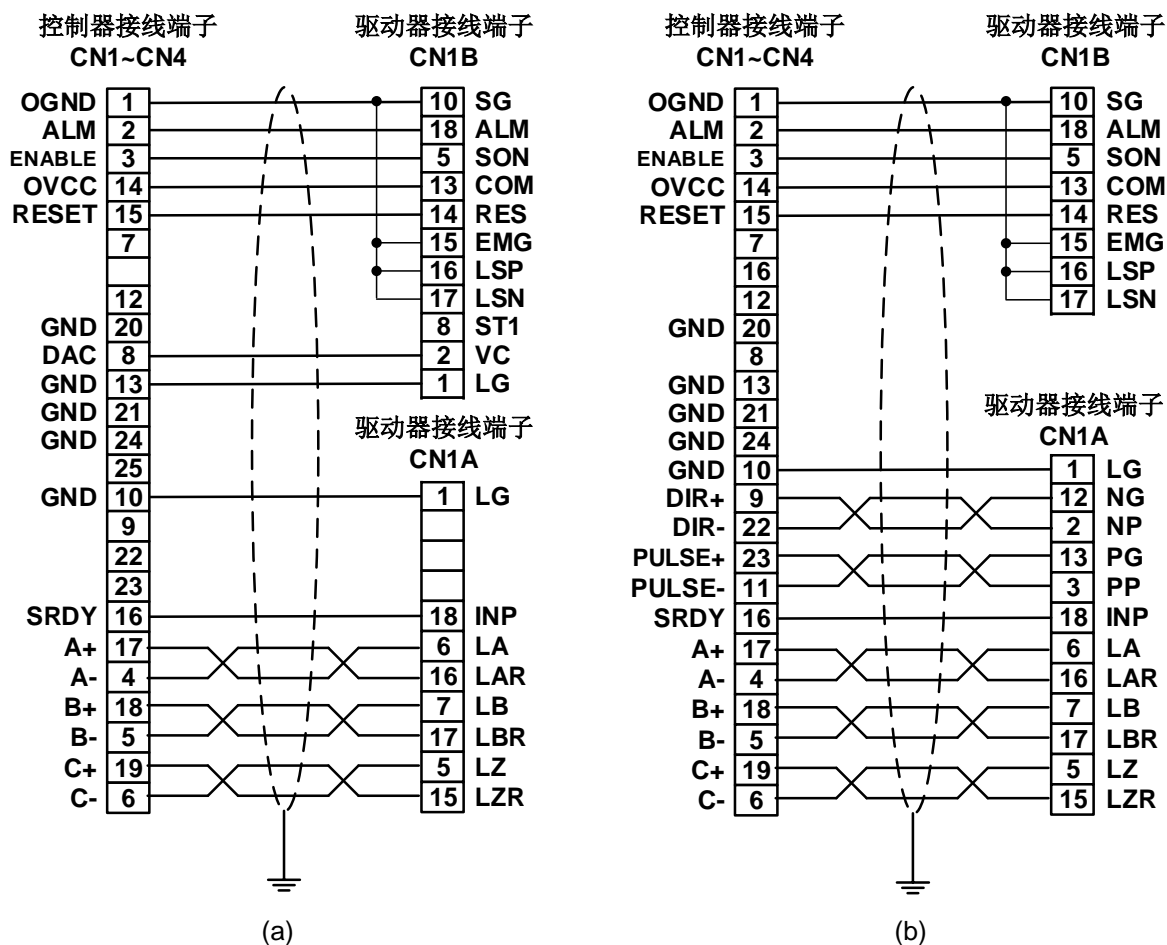 控制器接线端子
CN1~CN4
驱动器接线端子
CN1B
OGND 1 10 SG
ALM 2 18 ALM
ENABLE 3 5 SON
OVCC 14 13 COM
RESET 15 14 RES
7 15 EMG
16 LSP
12 17 LSN
GND 20 8 ST1
DAC 8 2 VC
GND 13 1 LG
GND 21
驱动器接线端子
GND 24
CN1A
25
GND 10 1 LG
9
22
23
SRDY 16 18 INP
A+ 17 6 LA
A- 4 16 LAR
B+ 18 7 LB
B- 5 17 LBR
C+ 19 5 LZ
C- 6 15 LZR
(a)
控制器接线端子
CN1~CN4
驱动器接线端子
CN1B
OGND 1 10 SG
ALM 2 18 ALM
ENABLE 3 5 SON
OVCC 14 13 COM
RESET 15 14 RES
7 15 EMG
16 16 LSP
12 17 LSN
GND 20
8
GND 13
驱动器接线端子
GND 21
GND 24
CN1A
GND 10 1 LG
DIR+ 9 12 NG
DIR- 22 2 NP
PULSE+ 23 13 PG
PULSE- 11 3 PP
SRDY 16 18 INP
A+ 17 6 LA
A- 4 16 LAR
B+ 18 7 LB
B- 5 17 LBR
C+ 19 5 LZ
C- 6 15 LZR
(b)